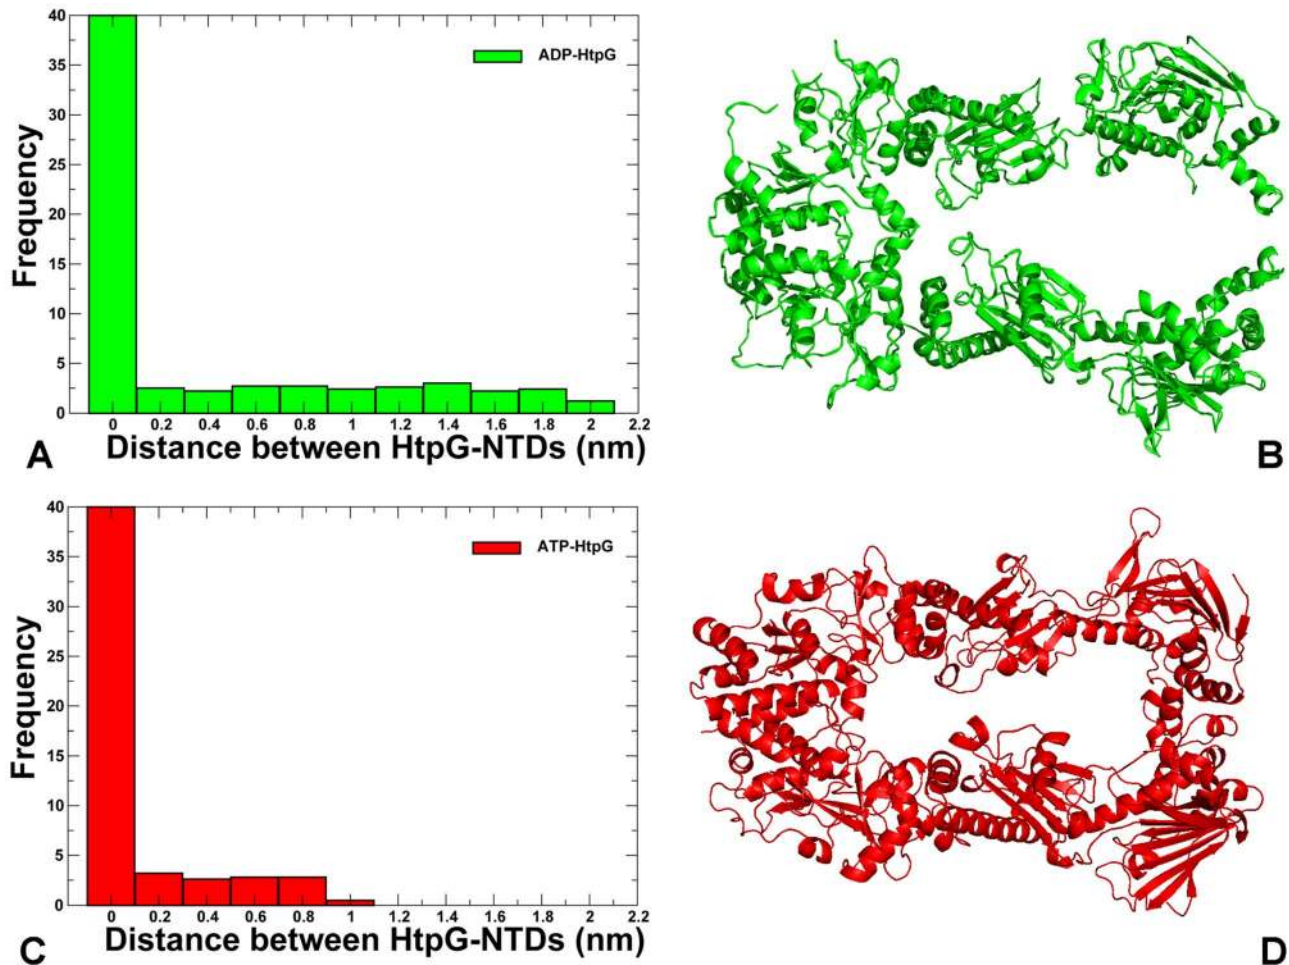 40
35
30
25
20
15
10
5
0
Frequency
ADP-HtpG
0 0.2 0.4 0.6 0.8 1 1.2 1.4 1.6 1.8 2 2.2
Distance between HtpG-NTDs (nm)
A
B
40
35
30
25
20
15
10
5
0
Frequency
ATP-HtpG
0 0.2 0.4 0.6 0.8 1 1.2 1.4 1.6 1.8 2 2.2
Distance between HtpG-NTDs (nm)
C
D